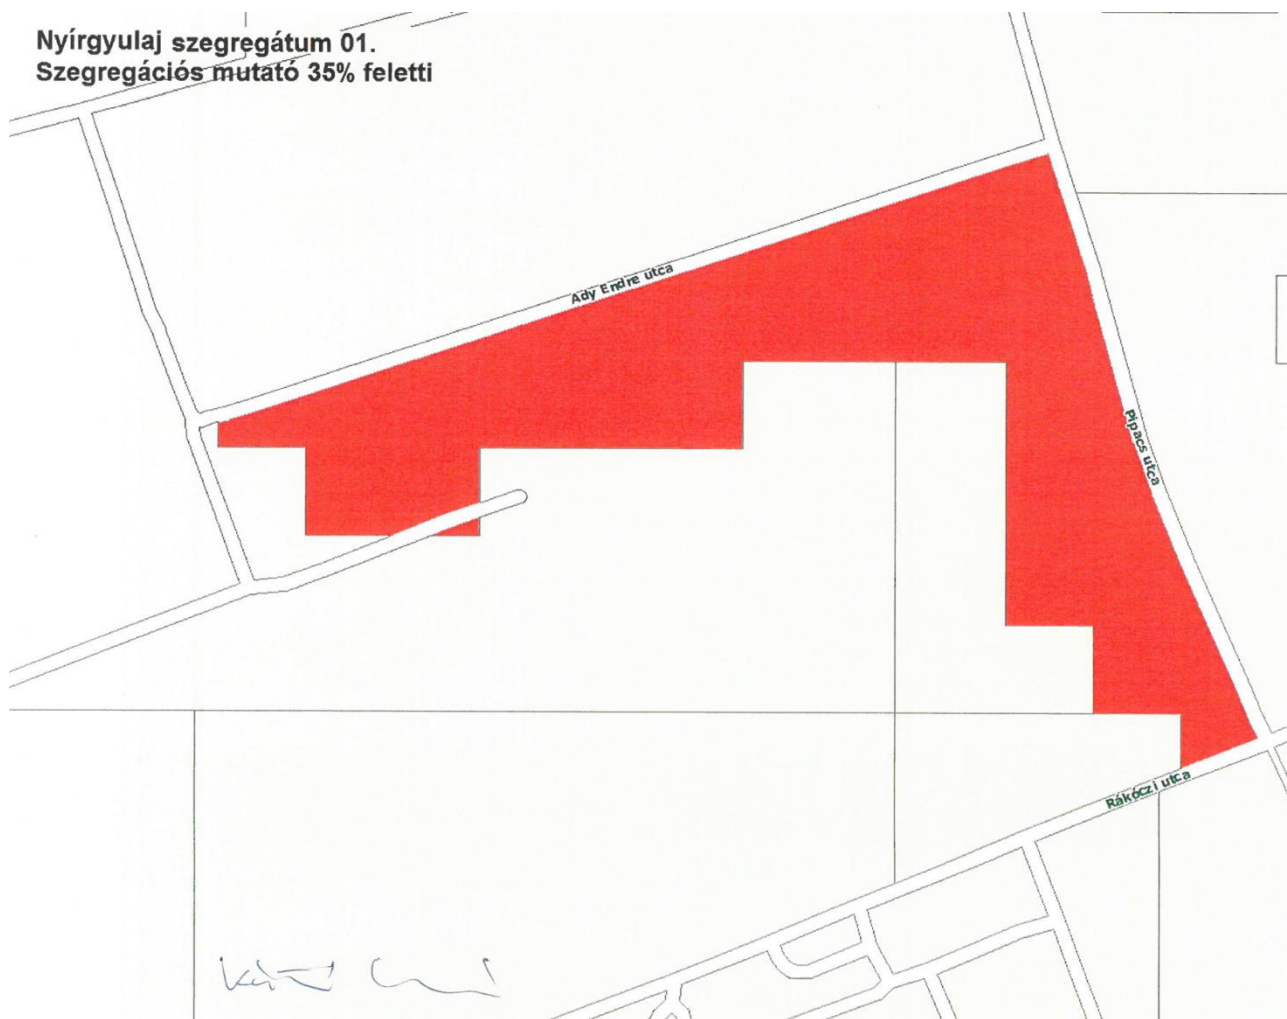 Nyírgyulaj szegregátum 01.
Szegregációs mutató 35% feletti
Ady Endre utca
Pipacs utca
Rákóczi utca